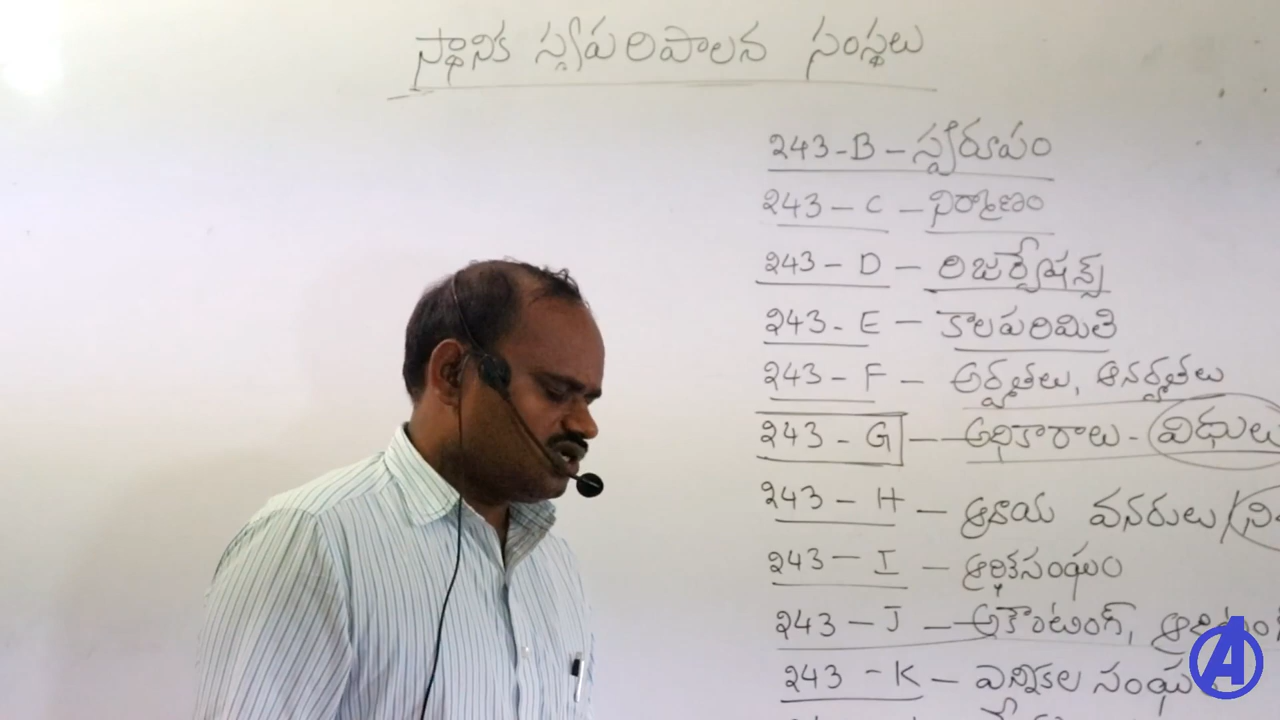 స్థానిక స్వపరిపాలన సంస్థలు
243-B - స్వరూపం
243 - C - నిర్మాణం
243 - D - రిజర్వేషన్స్
243 - E - కాలపరిమితి
243 - F - అర్హతలు, అనర్హతలు
243 - G - అధికారాలు - విధులు
243 - H - ఆదాయ వనరులు /
243 - I - ఆర్థికసంఘం
243 - J - అకౌంటింగ్,
243 - K - ఎన్నికల